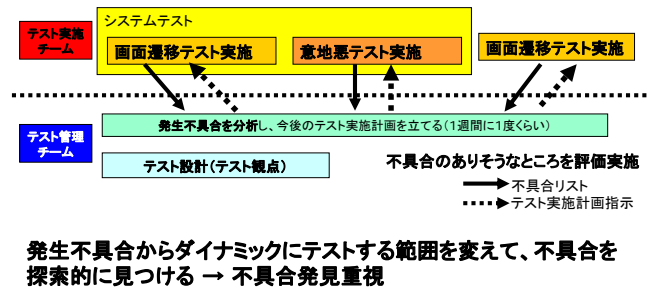 システムテスト
テスト実施
チーム
画面遷移テスト実施
意地悪テスト実施
画面遷移テスト実施
テスト管理
チーム
発生不具合を分析し、今後のテスト実施計画を立てる(1週間に1度くらい)
テスト設計(テスト観点)
不具合のありそうなところを評価実施
不具合リスト
テスト実施計画指示
発生不具合からダイナミックにテストする範囲を変えて、不具合を
探索的に見つける → 不具合発見重視